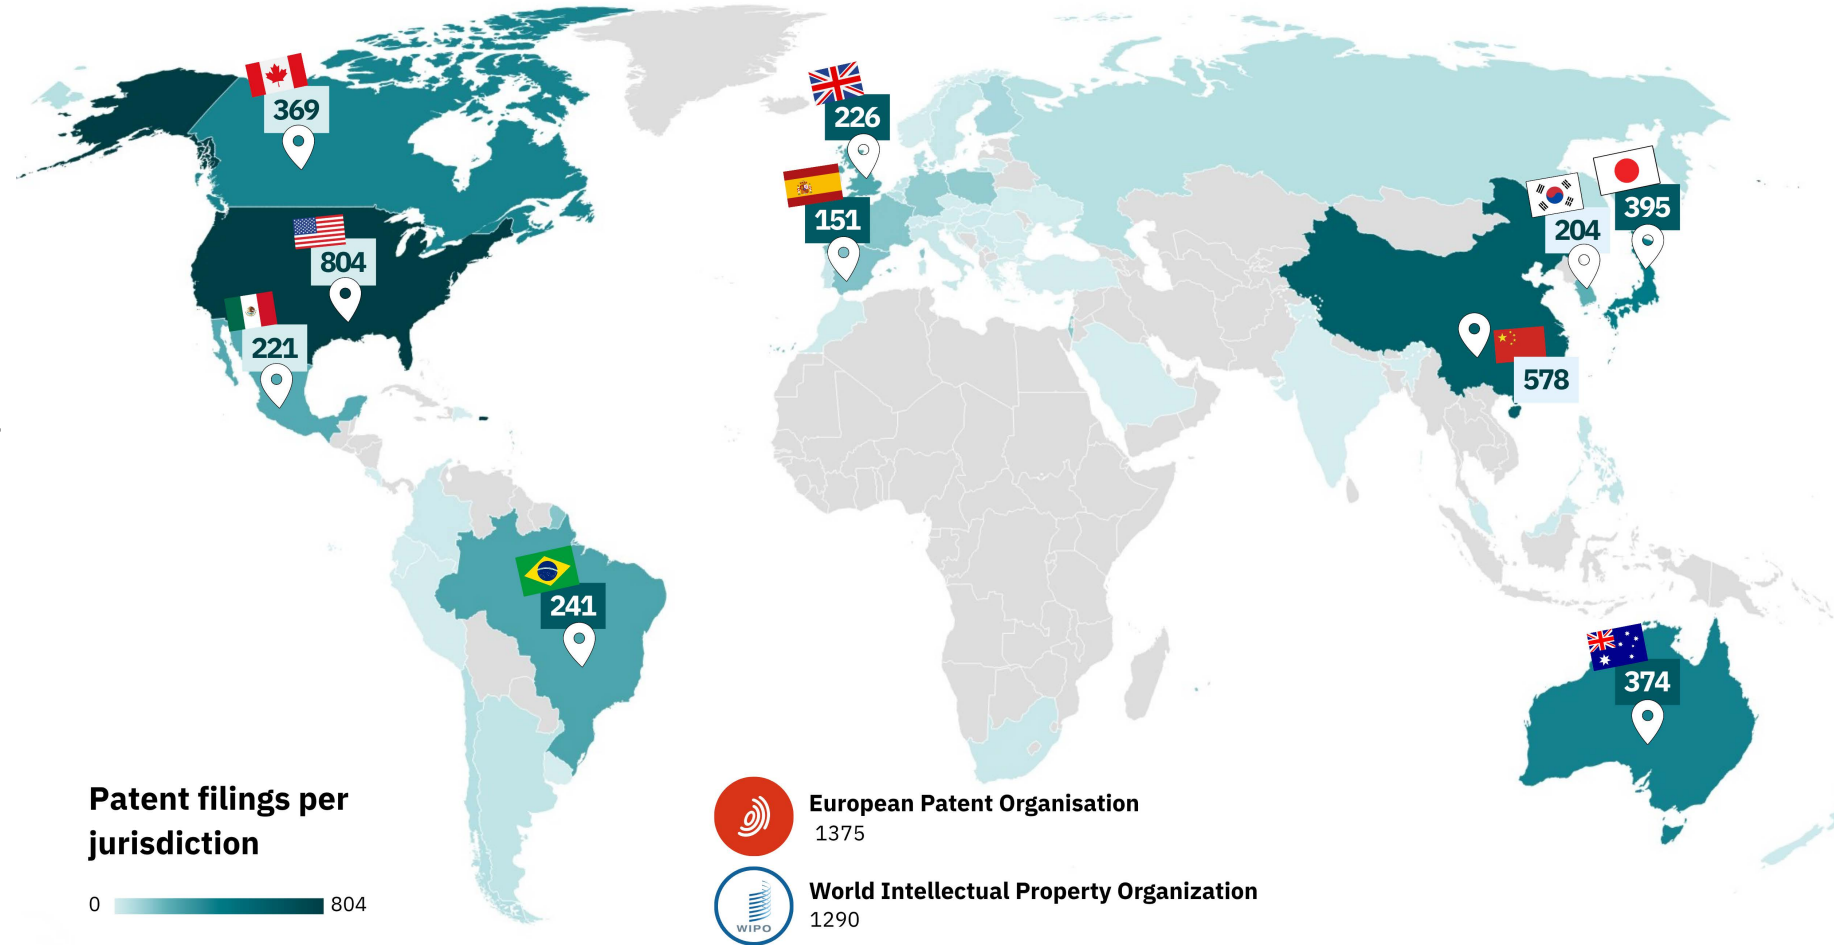 369
226
151
395
204
804
221
578
241
374
Patent filings per
jurisdiction
0
804
European Patent Organisation
1375
World Intellectual Property Organization
1290
WIPO